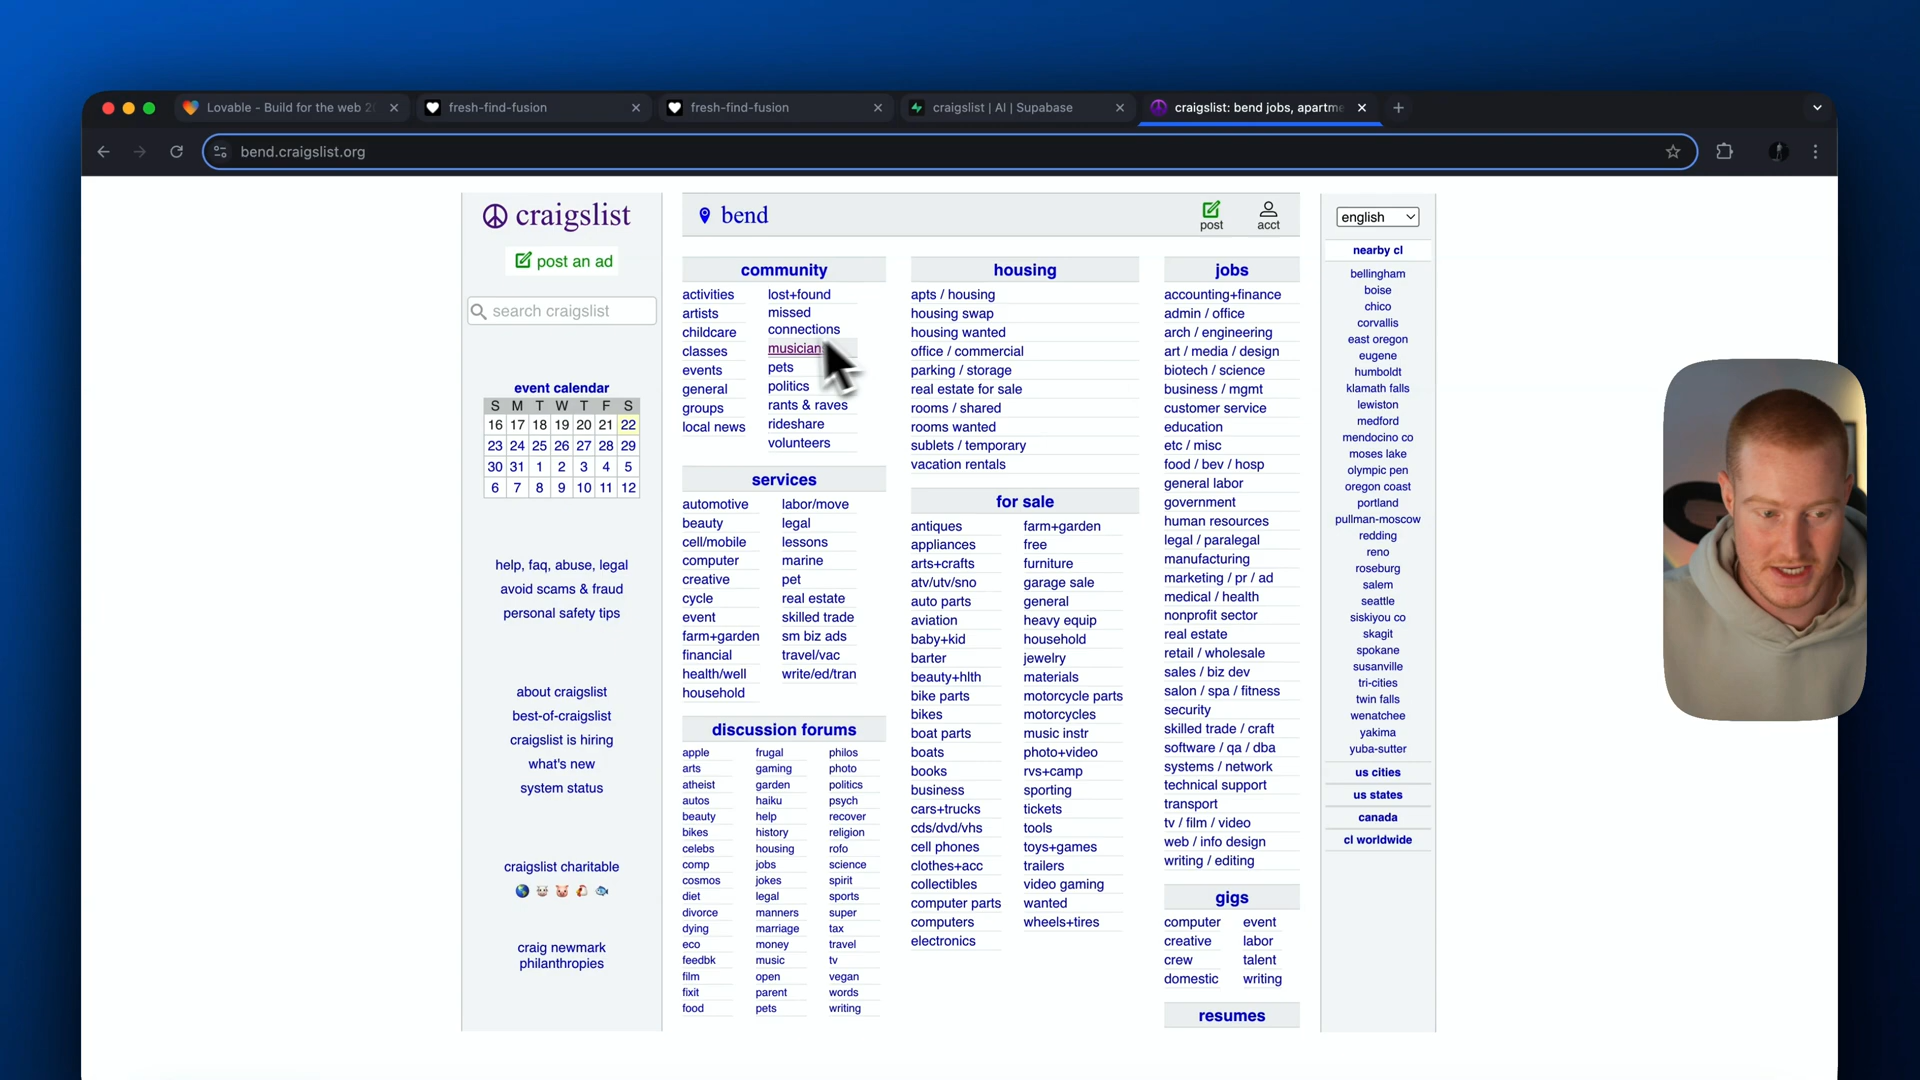 Lovable - Build for the web 2
fresh-find-fusion
fresh-find-fusion
craigslist | AI | Supabase
craigslist: bend jobs, apartme
bend.craigslist.org
craigslist
post an ad
search craigslist
event calendar
S M T W T F S
16 17 18 19 20 21 22
23 24 25 26 27 28 29
30 31 1 2 3 4 5
6 7 8 9 10 11 12
help, faq, abuse, legal
avoid scams & fraud
personal safety tips
about craigslist
best-of-craigslist
craigslist is hiring
what's new
system status
craigslist charitable
craig newmark
philanthropies
bend
post
acct
community
activities
artists
childcare
classes
events
general
groups
local news
lost+found
missed
connections
musician
pets
politics
rants & raves
rideshare
volunteers
services
automotive
beauty
cell/mobile
computer
creative
cycle
event
farm+garden
financial
health/well
household
labor/move
legal
lessons
marine
pet
real estate
skilled trade
sm biz ads
travel/vac
write/ed/tran
discussion forums
apple
arts
atheist
autos
beauty
bikes
celebs
comp
cosmos
diet
divorce
dying
eco
feedbk
film
fixit
food
frugal
gaming
garden
haiku
help
history
housing
jobs
jokes
legal
manners
marriage
money
music
open
parent
pets
philos
photo
politics
psych
recover
religion
rofo
science
spirit
sports
super
tax
travel
tv
vegan
words
writing
housing
apts / housing
housing swap
housing wanted
office / commercial
parking / storage
real estate for sale
rooms / shared
rooms wanted
sublets / temporary
vacation rentals
for sale
antiques
appliances
arts+crafts
atv/utv/sno
auto parts
aviation
baby+kid
barter
beauty+hlth
bike parts
bikes
boat parts
boats
books
business
cars+trucks
cds/dvd/vhs
cell phones
clothes+acc
collectibles
computer parts
computers
electronics
farm+garden
free
furniture
garage sale
general
heavy equip
household
jewelry
materials
motorcycle parts
motorcycles
music instr
photo+video
rvs+camp
sporting
tickets
tools
toys+games
trailers
video gaming
wanted
wheels+tires
jobs
accounting+finance
admin / office
arch / engineering
art / media / design
biotech / science
business / mgmt
customer service
education
etc / misc
food / bev / hosp
general labor
government
human resources
legal / paralegal
manufacturing
marketing / pr / ad
medical / health
nonprofit sector
real estate
retail / wholesale
sales / biz dev
salon / spa / fitness
security
skilled trade / craft
software / qa / dba
systems / network
technical support
transport
tv / film / video
web / info design
writing / editing
gigs
computer
creative
crew
domestic
event
labor
talent
writing
resumes
english
nearby cl
bellingham
boise
chico
corvallis
east oregon
eugene
humboldt
klamath falls
lewiston
medford
mendocino co
moses lake
olympic pen
oregon coast
portland
pullman-moscow
redding
reno
roseburg
salem
seattle
siskiyou co
skagit
spokane
susanville
tri-cities
twin falls
wenatchee
yakima
yuba-sutter
us cities
us states
canada
cl worldwide